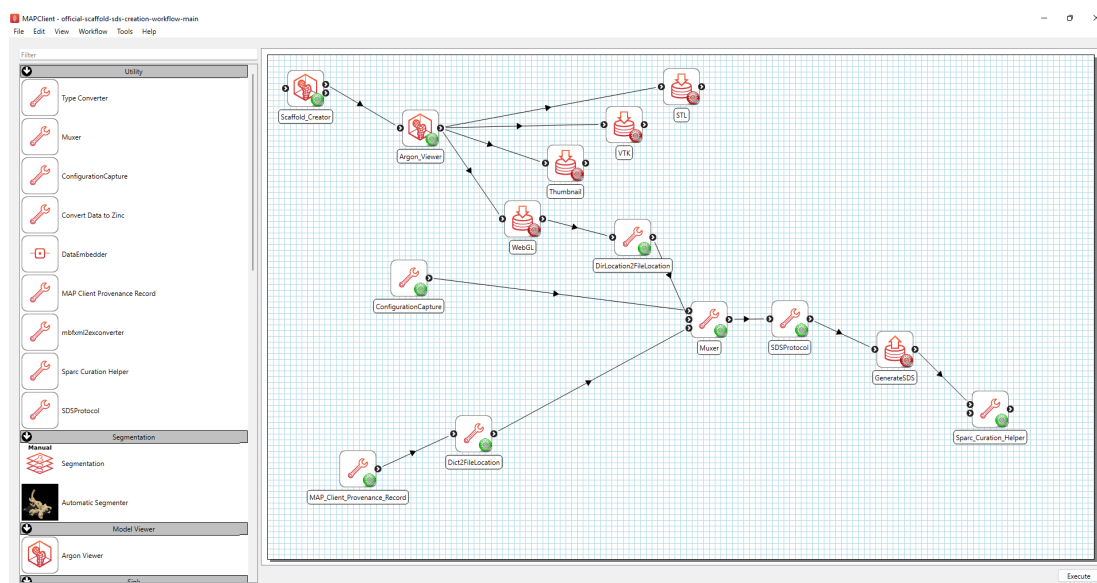 MAPClient - official-scaffold-sds-creation-workflow-main
File Edit View Workflow Tools Help
Filter
Utility
Type Converter
Muxer
ConfigurationCapture
Convert Data to Zinc
DataEmbedder
MAP Client Provenance Record
mbfxml2exconverter
Sparc Curation Helper
SDSProtocol
Segmentation
Manual
Segmentation
Automatic Segmenter
Model Viewer
Argon Viewer
Sink
Scaffold_Creator
Argon_Viewer
STL
VTK
Thumbnail
WebGL
DirLocation2FileLocation
ConfigurationCapture
Muxer
SDSProtocol
GenerateSDS
Sparc_Curation_Helper
Dict2FileLocation
MAP_Client_Provenance_Record
Execute